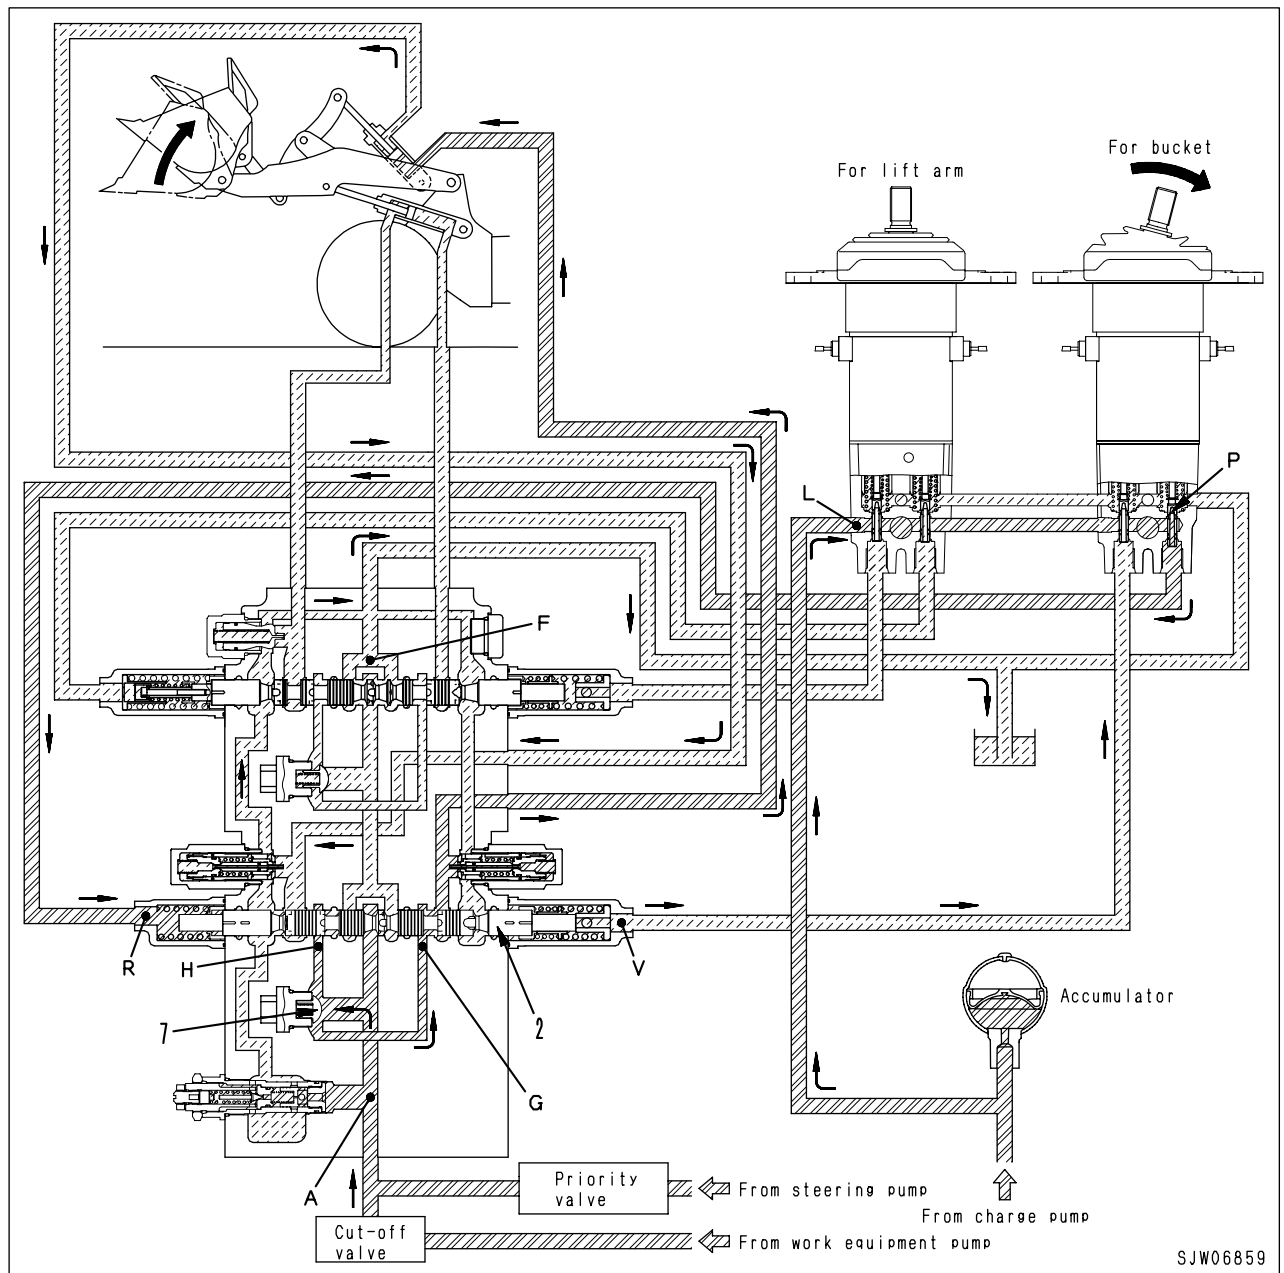 For bucket
For lift arm
P
L
F
R
H
V
7
2
G
Accumulator
A
Priority
valve
From steering pump
From charge pump
Cut-off
valve
From work equipment pump
SJW06859